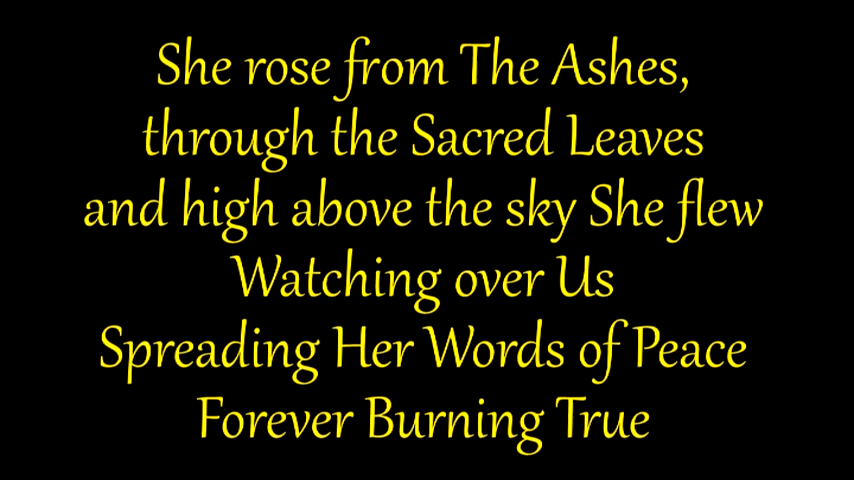 She rose from The Ashes,
through the Sacred Leaves
and high above the sky She flew
Watching over Us
Spreading Her Words of Peace
Forever Burning True